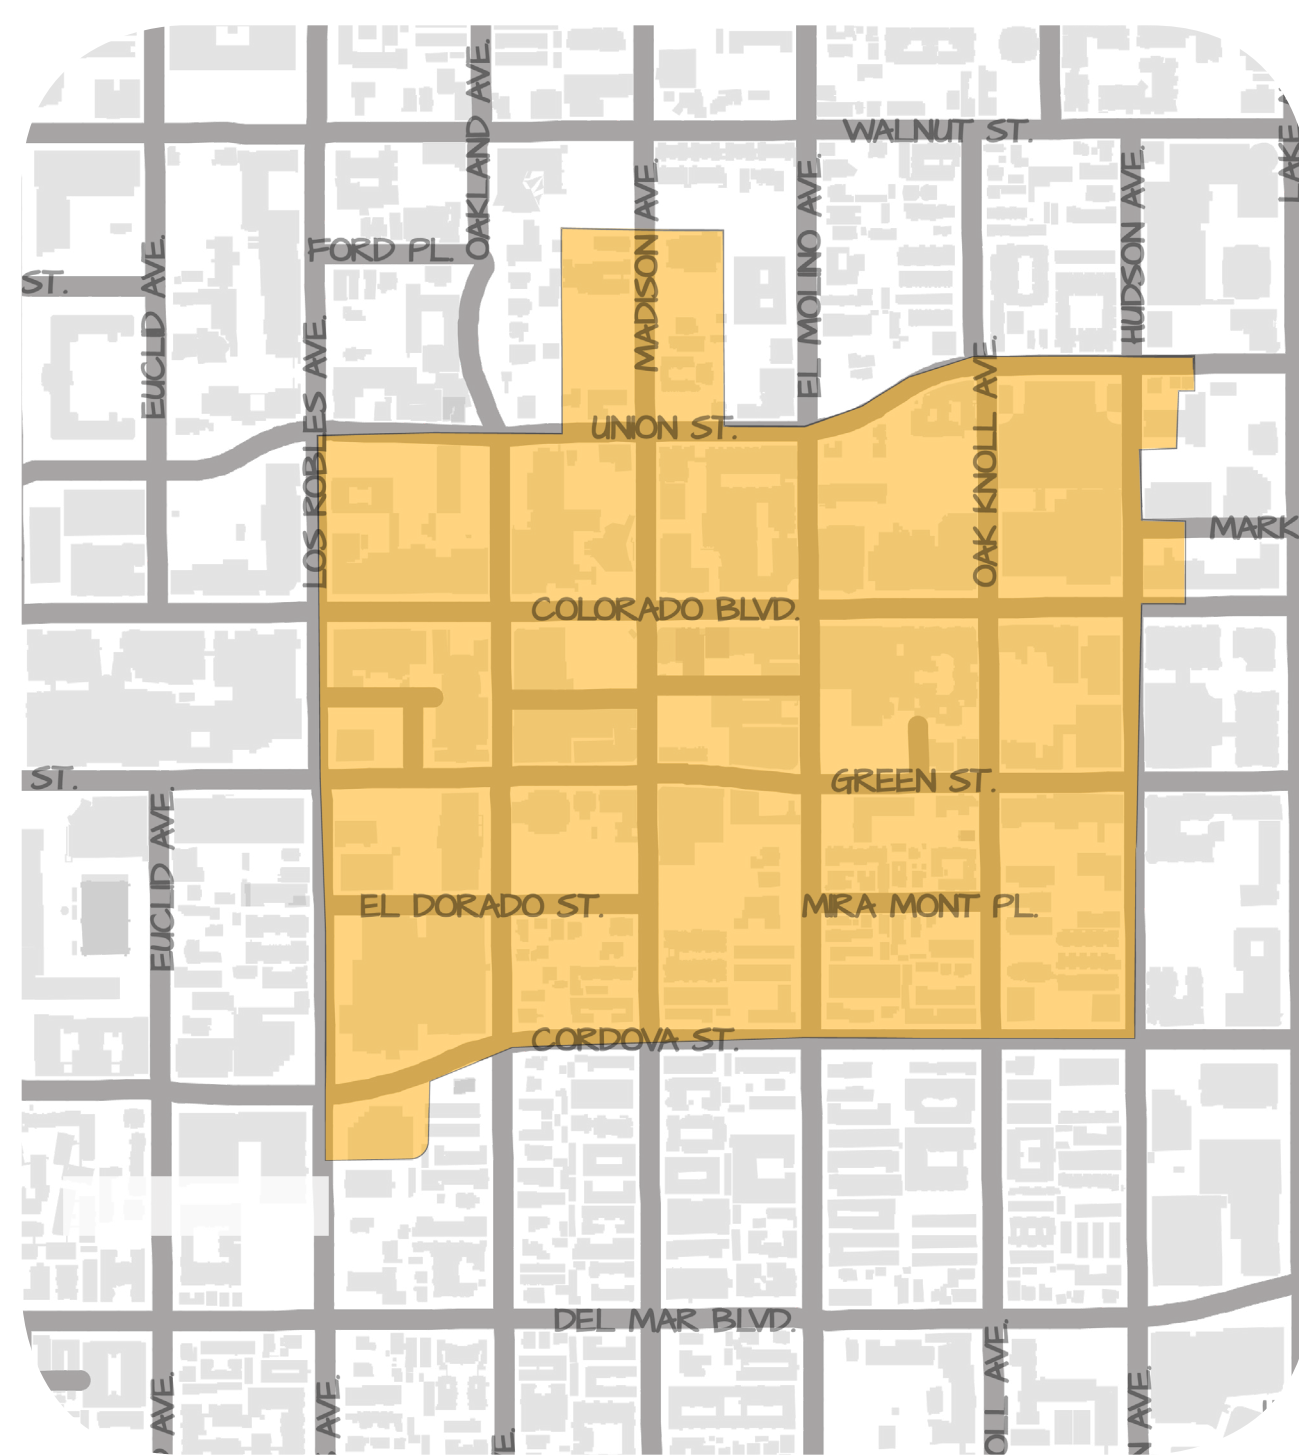 WALNUT ST.
OAKLAND AVE.
LAKE
MADISON AVE.
EL MOLINO AVE.
HUDSON AVE.
FORD PL
ST.
EUCLID AVE.
LOS ROBLES AVE.
OAK KNOLL AVE.
UNION ST.
MARK
COLORADO BLVD.
ST.
GREEN ST.
EUCLID AVE.
EL DORADO ST.
MIRA MONT PL.
CORDOVA ST.
DEL MAR BLVD.
AVE.
AVE.
E.
OLL AVE.
N AVE.